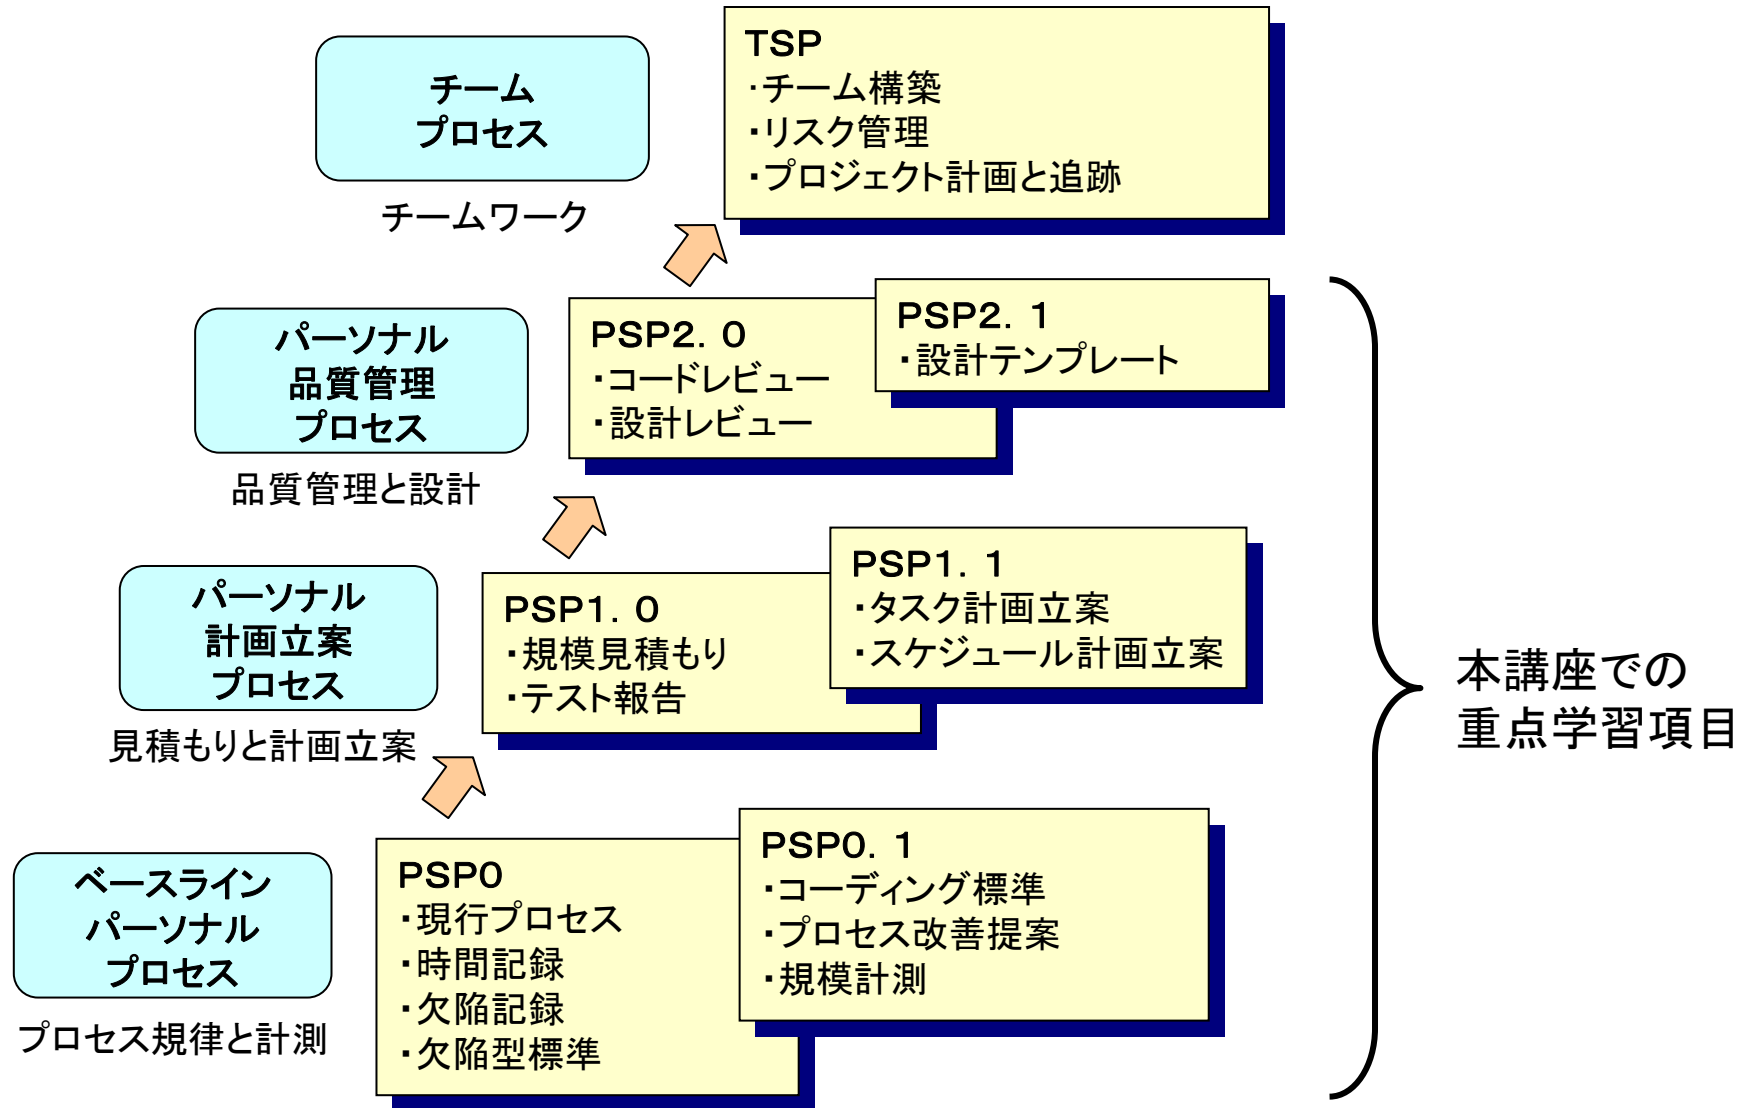 チーム
プロセス
チームワーク
TSP
・チーム構築
・リスク管理
・プロジェクト計画と追跡
パーソナル
品質管理
プロセス
品質管理と設計
PSP2．0
・コードレビュー
・設計レビュー
PSP2．1
・設計テンプレート
パーソナル
計画立案
プロセス
見積もりと計画立案
PSP1．0
・規模見積もり
・テスト報告
PSP1．1
・タスク計画立案
・スケジュール計画立案
ベースライン
パーソナル
プロセス
プロセス規律と計測
PSP0
・現行プロセス
・時間記録
・欠陥記録
・欠陥型標準
PSP0．1
・コーディング標準
・プロセス改善提案
・規模計測
本講座での
重点学習項目